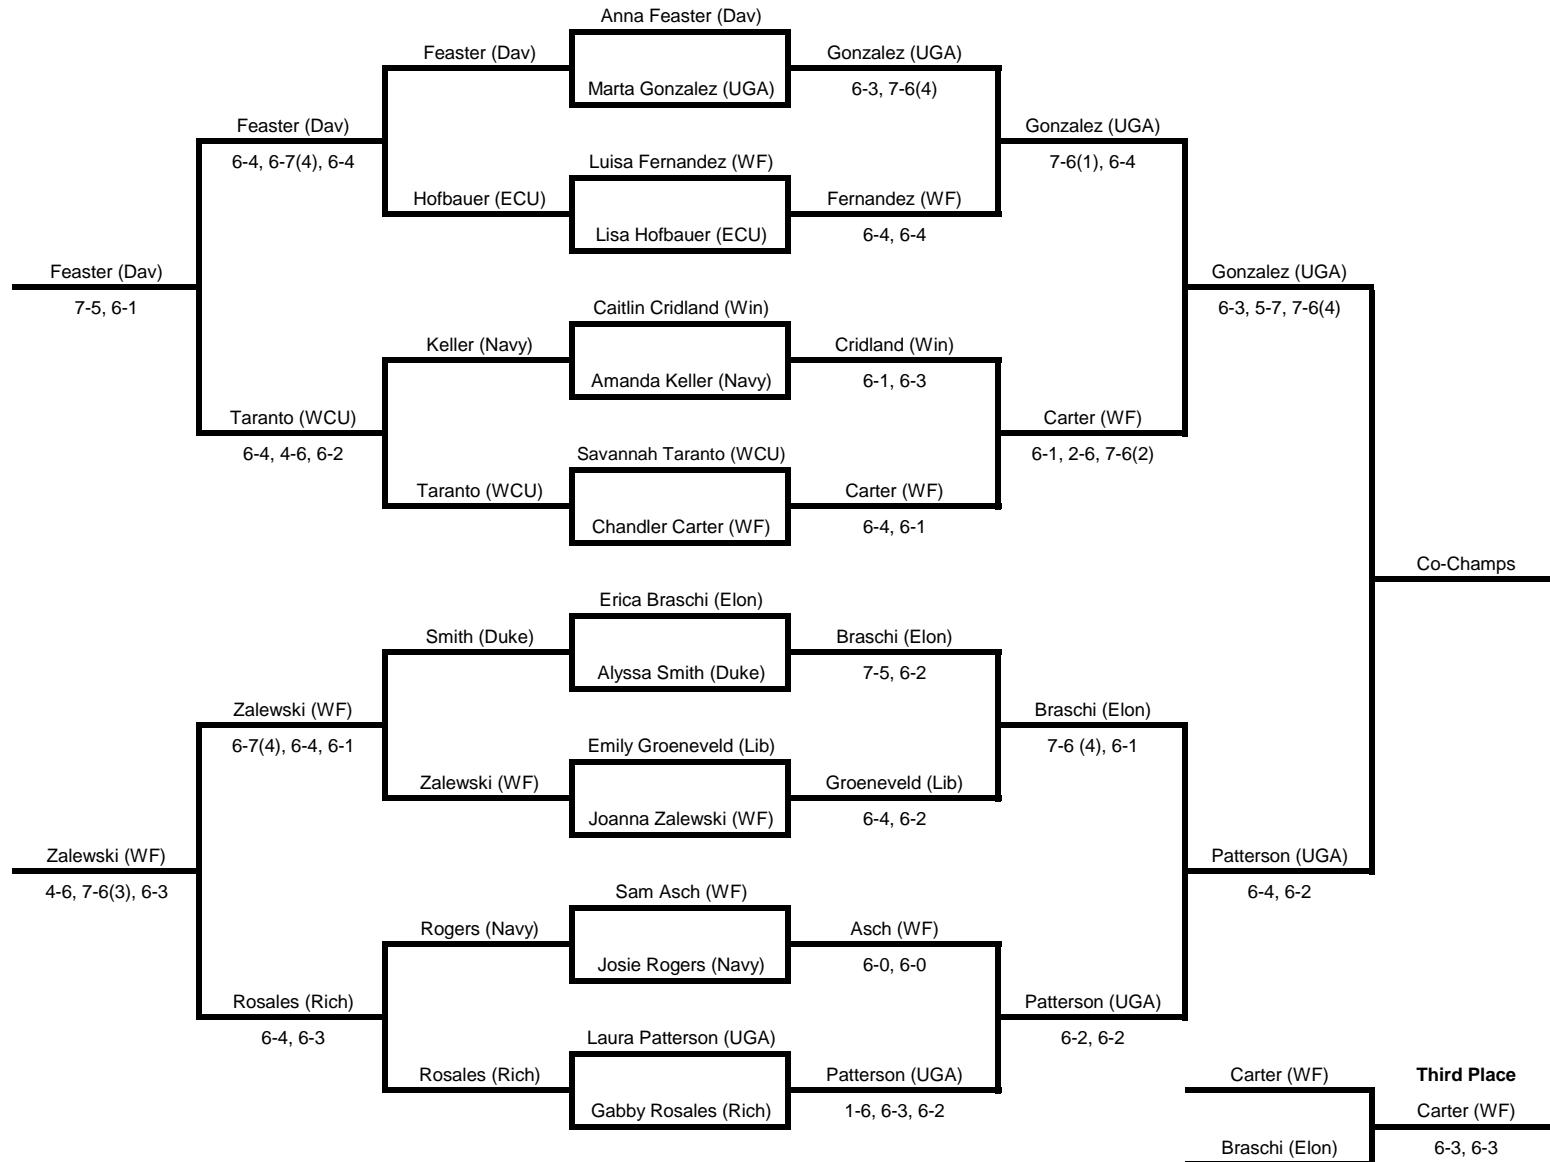 Anna Feaster (Dav)
Feaster (Dav)
Gonzalez (UGA)
Marta Gonzalez (UGA)
6-3, 7-6(4)
Feaster (Dav)
Gonzalez (UGA)
6-4, 6-7(4), 6-4
Luisa Fernandez (WF)
7-6(1), 6-4
Hofbauer (ECU)
Fernandez (WF)
Lisa Hofbauer (ECU)
6-4, 6-4
Feaster (Dav)
Gonzalez (UGA)
7-5, 6-1
Caitlin Cridland (Win)
6-3, 5-7, 7-6(4)
Keller (Navy)
Cridland (Win)
Amanda Keller (Navy)
6-1, 6-3
Taranto (WCU)
Carter (WF)
6-4, 4-6, 6-2
Savannah Taranto (WCU)
6-1, 2-6, 7-6(2)
Taranto (WCU)
Carter (WF)
Chandler Carter (WF)
6-4, 6-1
Co-Champs
Erica Braschi (Elon)
Smith (Duke)
Braschi (Elon)
Alyssa Smith (Duke)
7-5, 6-2
Zalewski (WF)
Braschi (Elon)
6-7(4), 6-4, 6-1
Emily Groeneveld (Lib)
7-6 (4), 6-1
Zalewski (WF)
Groeneveld (Lib)
Joanna Zalewski (WF)
6-4, 6-2
Zalewski (WF)
Patterson (UGA)
4-6, 7-6(3), 6-3
Sam Asch (WF)
6-4, 6-2
Rogers (Navy)
Asch (WF)
Josie Rogers (Navy)
6-0, 6-0
Rosales (Rich)
Patterson (UGA)
6-4, 6-3
Laura Patterson (UGA)
6-2, 6-2
Rosales (Rich)
Patterson (UGA)
Carter (WF)
Third Place
Gabby Rosales (Rich)
1-6, 6-3, 6-2
Carter (WF)
Braschi (Elon)
6-3, 6-3